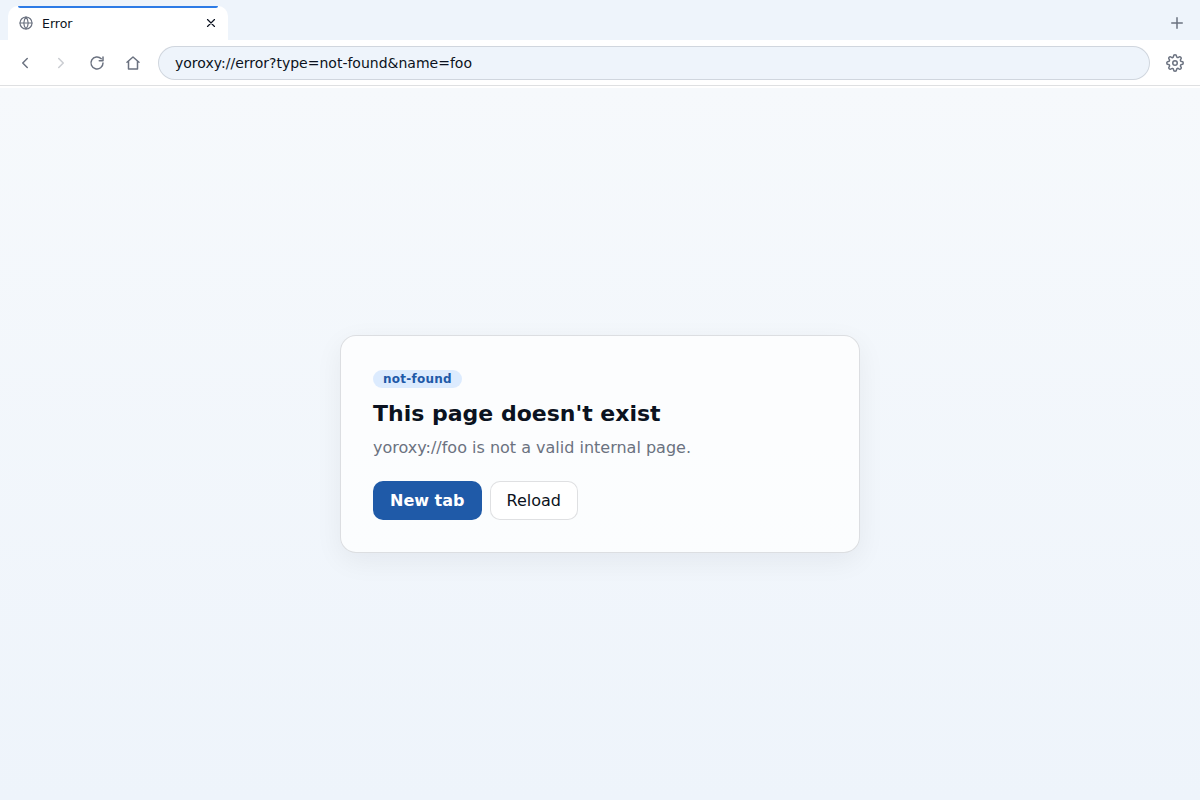 Error
yoroxy://error?type=not-found&name=foo
not-found
This page doesn't exist
yoroxy://foo is not a valid internal page.
New tab
Reload